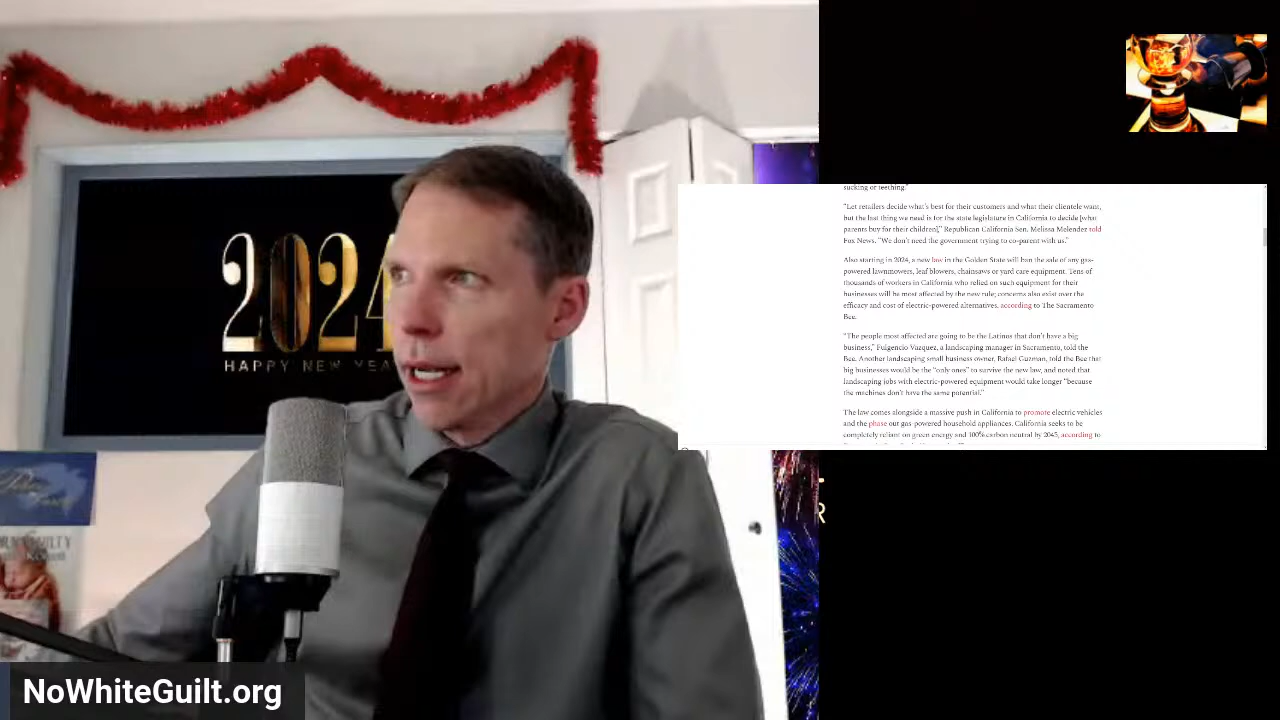 2024
HAPPY NEW YEA
sucking or teething."
"Let retailers decide what's best for their customers and what their clientele want,
but the last thing we need is for the state legislature in California to decide [what
parents buy for their children]," Republican California Sen. Melissa Melendez told
Fox News. "We don't need the government trying to co-parent with us."
Also starting in 2024, a new law in the Golden State will ban the sale of any gas-
powered lawnmowers, leaf blowers, chainsaws or yard care equipment. Tens of
thousands of workers in California who relied on such equipment for their
businesses will be most affected by the new rule; concerns also exist over the
efficacy and cost of electric-powered alternatives, according to The Sacramento
Bee.
"The people most affected are going to be the Latinos that don't have a big
business," Fulgencio Vazquez, a landscaping manager in Sacramento, told the
Bee. Another landscaping small business owner, Rafael Guzman, told the Bee that
big businesses would be the "only ones" to survive the new law, and noted that
landscaping jobs with electric-powered equipment would take longer "because
the machines don't have the same potential."
The law comes alongside a massive push in California to promote electric vehicles
and the phase out gas-powered household appliances. California seeks to be
completely reliant on green energy and 100% carbon neutral by 2045, according to
R
NoWhiteGuilt.org